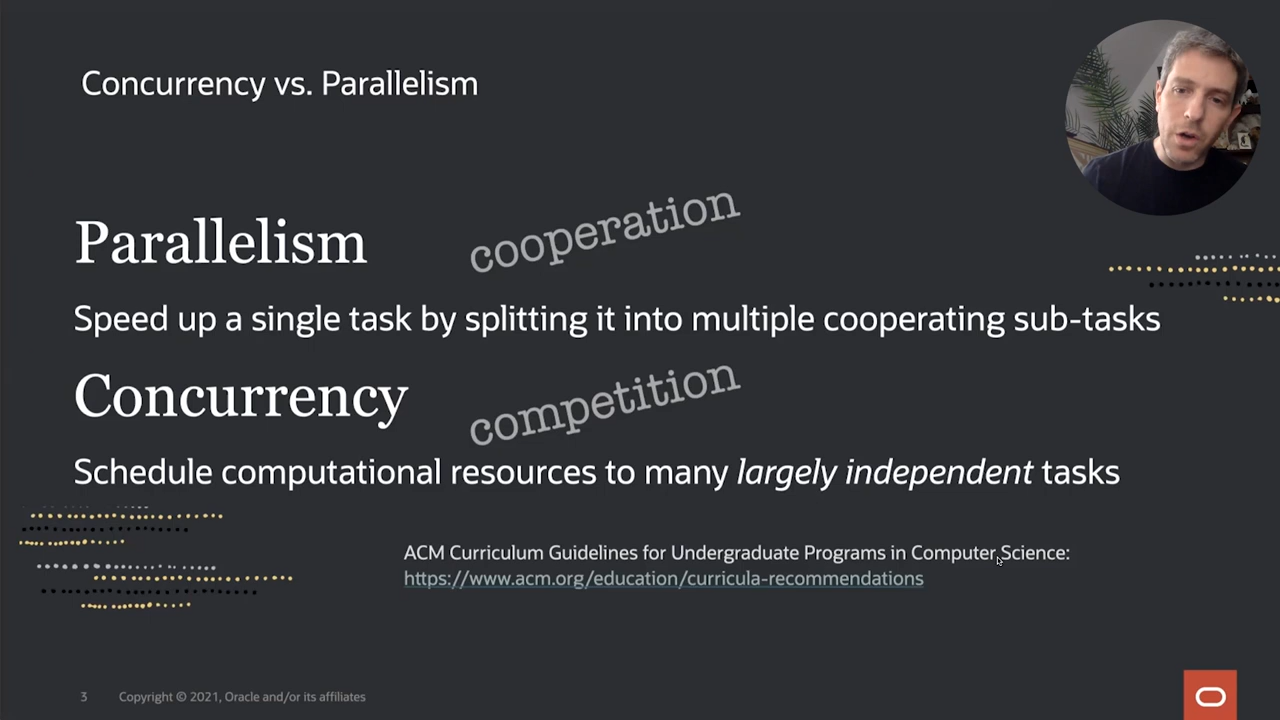 Concurrency vs. Parallelism
Parallelism
cooperation
Speed up a single task by splitting it into multiple cooperating sub-tasks
Concurrency
competition
Schedule computational resources to many largely independent tasks
ACM Curriculum Guidelines for Undergraduate Programs in Computer Science:
https://www.acm.org/education/curricula-recommendations
3 Copyright © 2021, Oracle and/or its affiliates